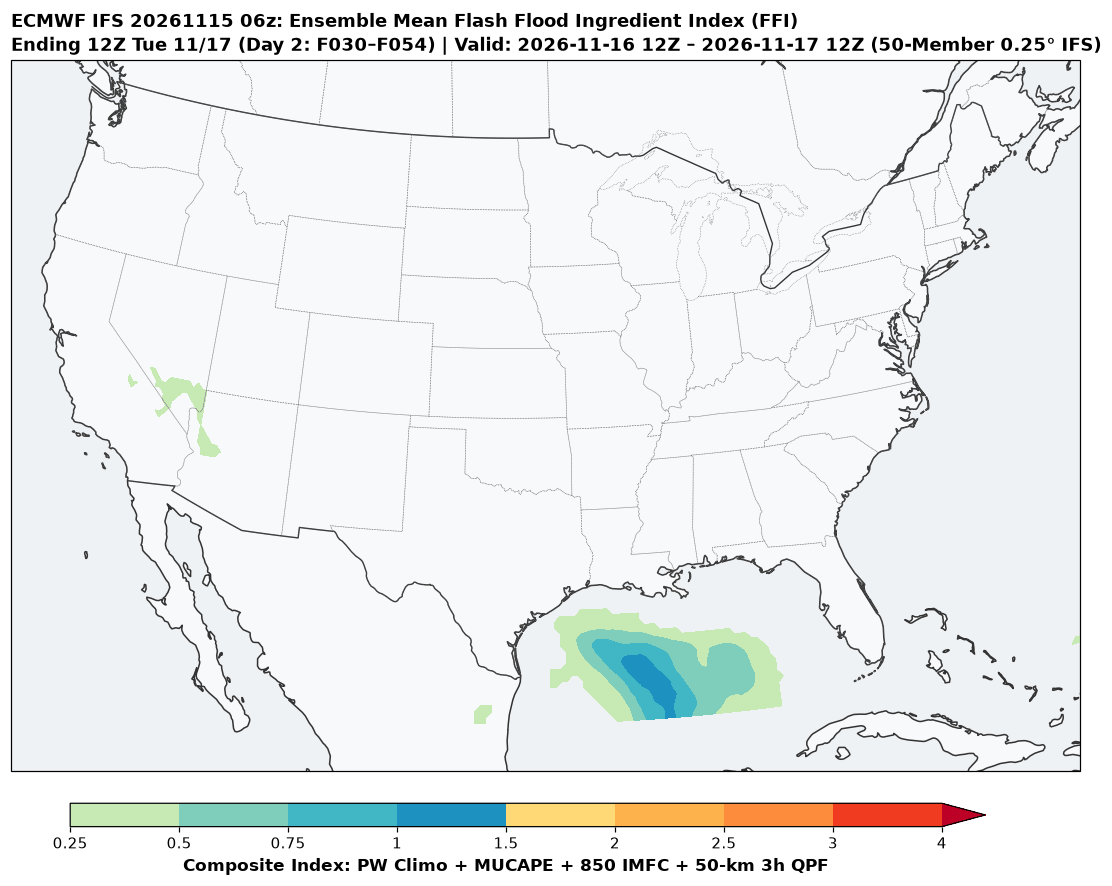 ECMWF IFS 20261115 06z: Ensemble Mean Flash Flood Ingredient Index (FFI)
Ending 12Z Tue 11/17 (Day 2: F030–F054) | Valid: 2026-11-16 12Z – 2026-11-17 12Z (50-Member 0.25° IFS)
0.25 0.5 0.75 1 1.5 2 2.5 3 4
Composite Index: PW Climo + MUCAPE + 850 IMFC + 50-km 3h QPF